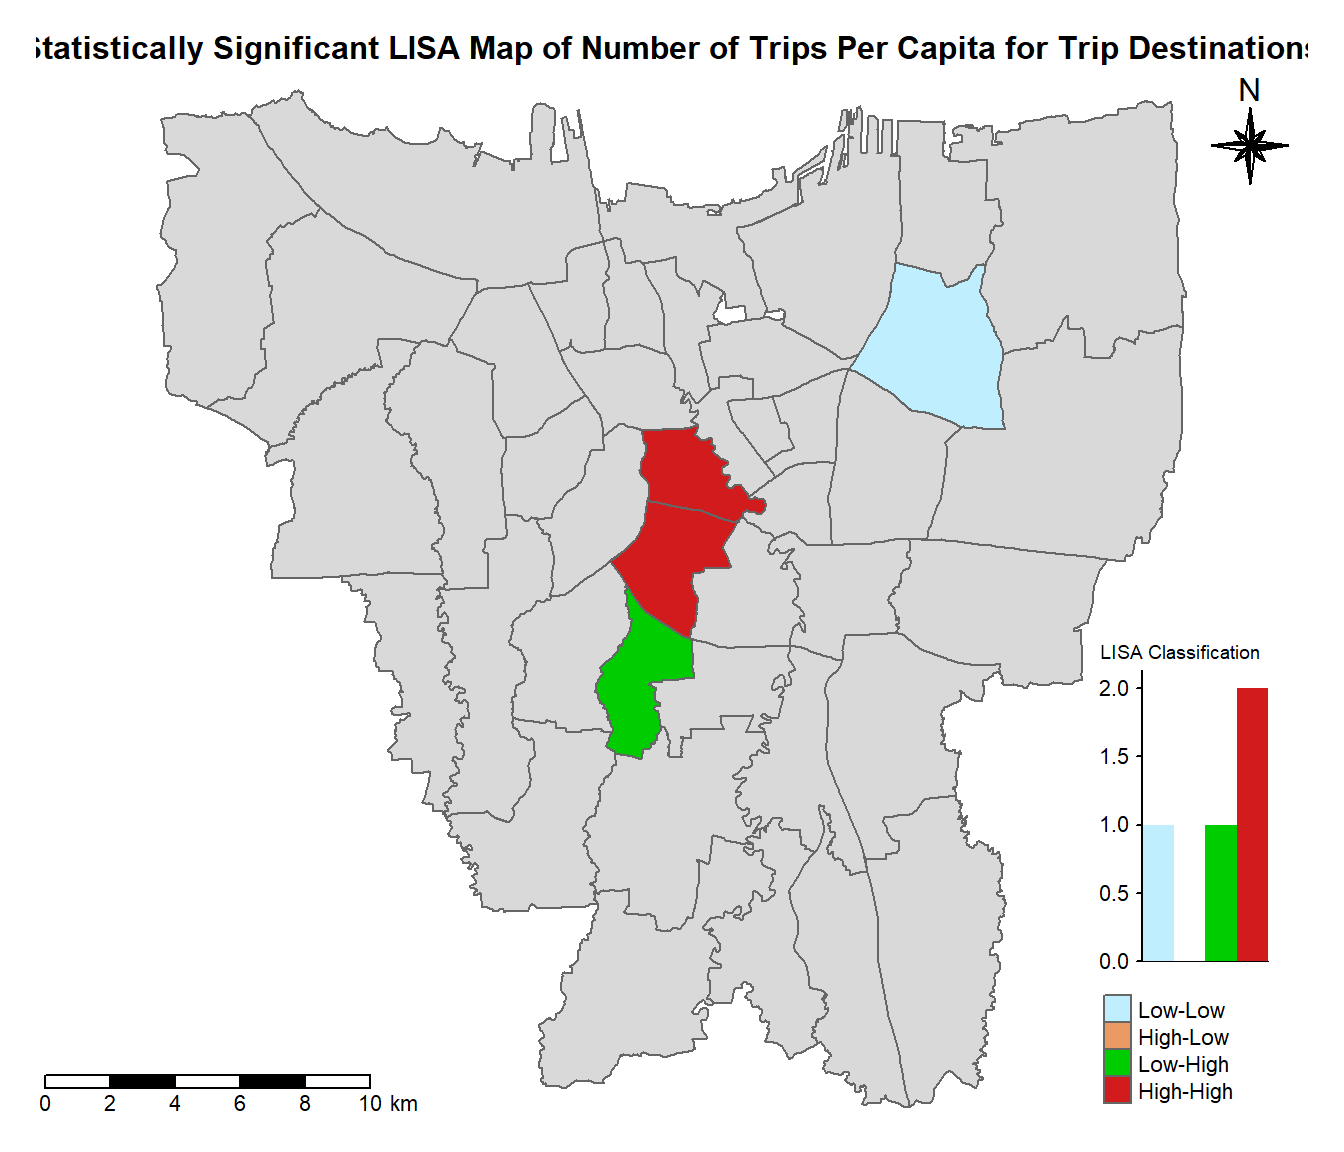 Statistically Significant LISA Map of Number of Trips Per Capita for Trip Destinations
N
LISA Classification
2.0
1.5
1.0
0.5
0.0
Low-Low
High-Low
Low-High
High-High
0 2 4 6 8 10 km